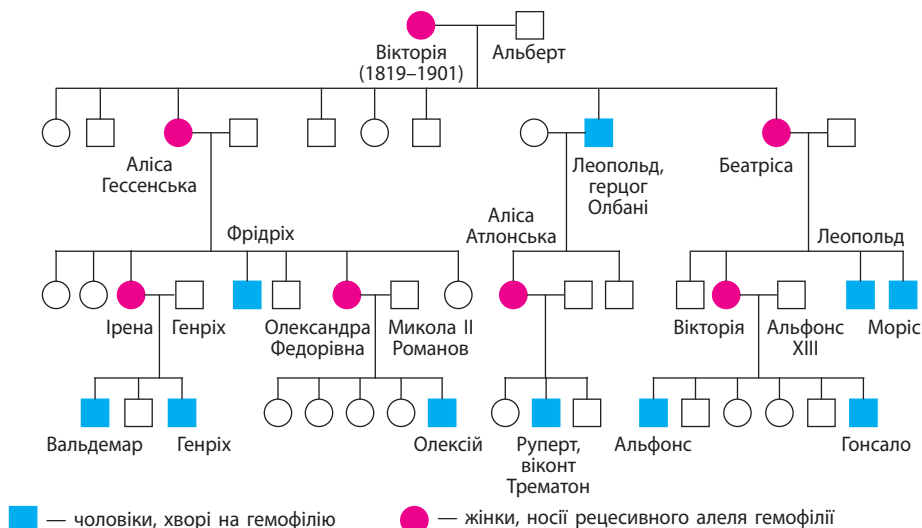 Вікторія
(1819–1901)
Альберт
Аліса
Гессенська
Леопольд,
герцог
Олбані
Беатріса
Фрідріх
Аліса
Атлонська
Леопольд
Ірена
Генріх
Олександра
Федорівна
Микола II
Романов
Вікторія
Альфонс
XIII
Моріс
Вальдемар
Генріх
Олексій
Руперт,
віконт
Трематон
Альфонс
Гонсало
— чоловіки, хворі на гемофілію
— жінки, носії рецесивного алеля гемофілії